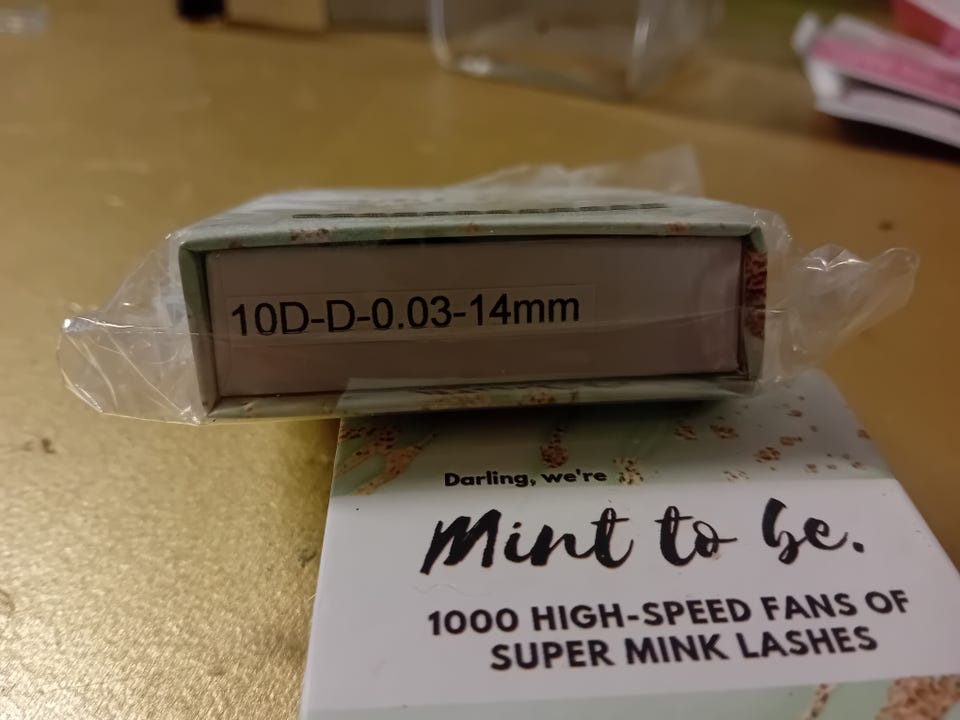 10D-D-0.03-14mm
Darling, we're
Mint to be.
1000 HIGH-SPEED FANS OF
SUPER MINK LASHES